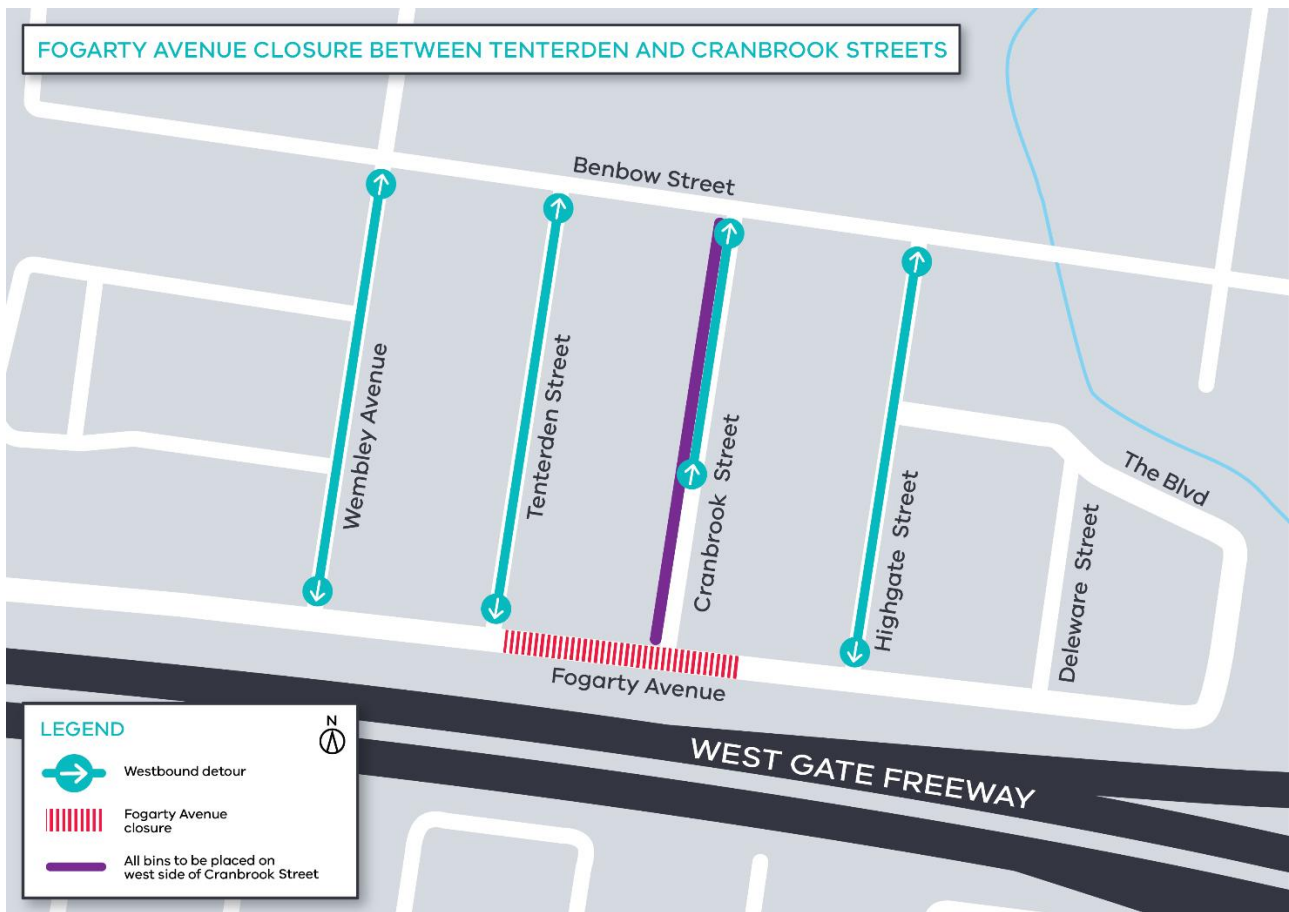 FOGARTY AVENUE CLOSURE BETWEEN TENTERDEN AND CRANBROOK STREETS
Benbow Street
Wembley Avenue
Tenterden Street
Cranbrook Street
Highgate Street
The Blvd
Deleware Street
Fogarty Avenue
WEST GATE FREEWAY
LEGEND
N
Westbound detour
Fogarty Avenue
closure
All bins to be placed on
west side of Cranbrook Street